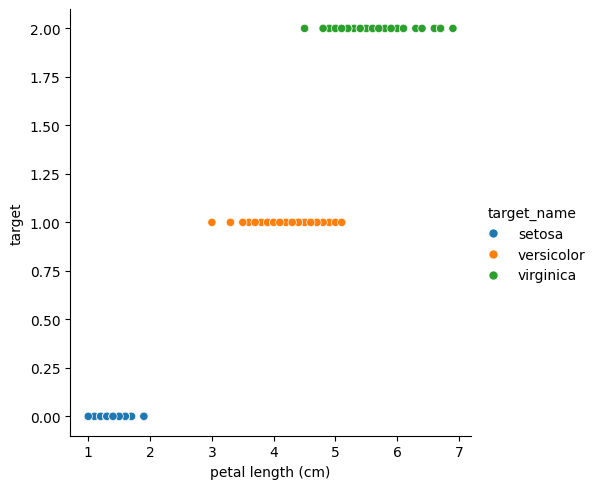 2.00
1.75
1.50
1.25
1.00
0.75
0.50
0.25
0.00
target
1 2 3 4 5 6 7
petal length (cm)
target_name
setosa
versicolor
virginica